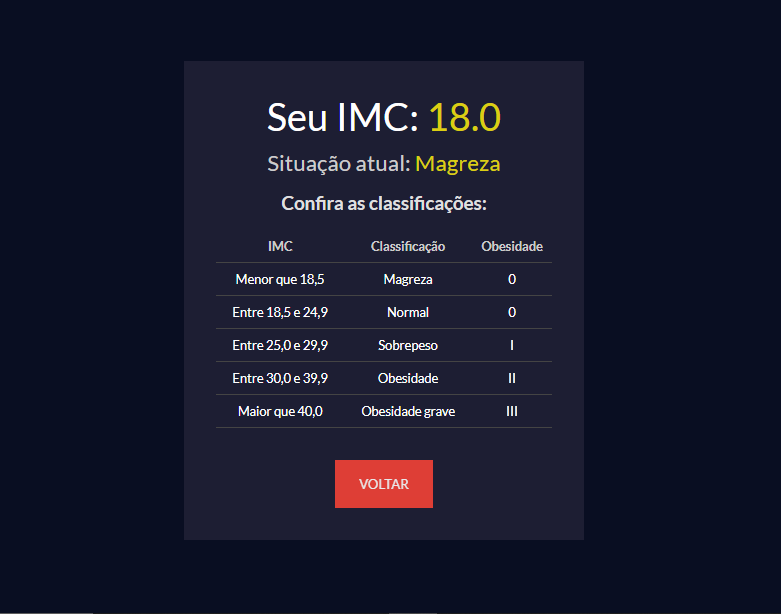 Seu IMC: 18.0
Situação atual: Magreza
Confira as classificações:
IMC Classificação Obesidade
Menor que 18,5 Magreza 0
Entre 18,5 e 24,9 Normal 0
Entre 25,0 e 29,9 Sobrepeso I
Entre 30,0 e 39,9 Obesidade II
Maior que 40,0 Obesidade grave III
VOLTAR